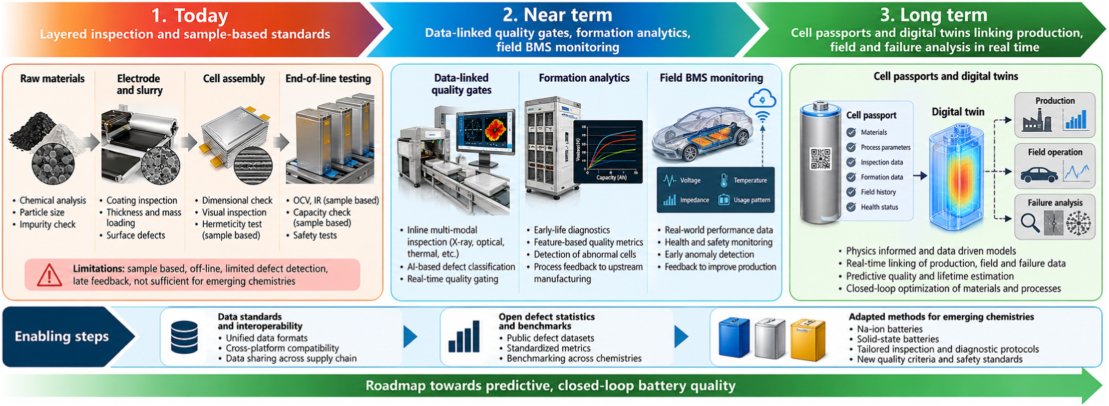 1. Today
Layered inspection and sample-based standards
2. Near term
Data-linked quality gates, formation analytics,
field BMS monitoring
3. Long term
Cell passports and digital twins linking production,
field and failure analysis in real time
Raw materials
• Chemical analysis
• Particle size
• Impurity check
Electrode
and slurry
• Coating inspection
• Thickness and mass
loading
• Surface defects
Cell assembly
• Dimensional check
• Visual inspection
• Hermeticity test
(sample based)
End-of-line testing
• OCV, IR (sample based)
• Capacity check
(sample based)
• Safety tests
Limitations: sample based, off-line, limited defect detection,
late feedback, not sufficient for emerging chemistries
Data-linked
quality gates
• Inline multi-modal
inspection (X-ray, optical,
thermal, etc.)
• AI-based defect classification
• Real-time quality gating
Formation analytics
Capacity (Ah)
• Early-life diagnostics
• Feature-based quality metrics
• Detection of abnormal cells
• Process feedback to upstream
manufacturing
Field BMS monitoring
Voltage
Temperature
Impedance
Usage pattern
• Real-world performance data
• Health and safety monitoring
• Early anomaly detection
• Feedback to improve production
Cell passports and digital twins
Cell passport
Materials
Process parameters
Inspection data
Formation data
Field history
Health status
Digital twin
Production
Field operation
Failure analysis
• Physics informed and data driven models
• Real-time linking of production, field and failure data
• Predictive quality and lifetime estimation
• Closed-loop optimization of materials and processes
Enabling steps
Data standards
and interoperability
• Unified data formats
• Cross-platform compatibility
• Data sharing across supply chain
Open defect statistics
and benchmarks
• Public defect datasets
• Standardized metrics
• Benchmarking across chemistries
Adapted methods for emerging chemistries
• Na-ion batteries
• Solid-state batteries
• Tailored inspection and diagnostic protocols
• New quality criteria and safety standards
Roadmap towards predictive, closed-loop battery quality